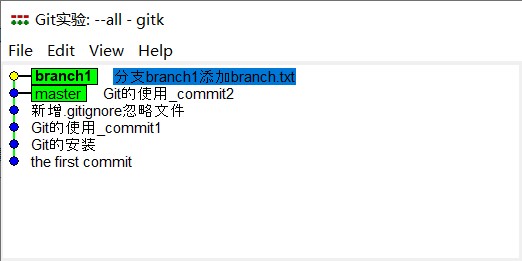 Git实验: --all - gitk
File Edit View Help
branch1 分支branch1添加branch.txt
master Git的使用_commit2
新增.gitignore忽略文件
Git的使用_commit1
Git的安装
the first commit